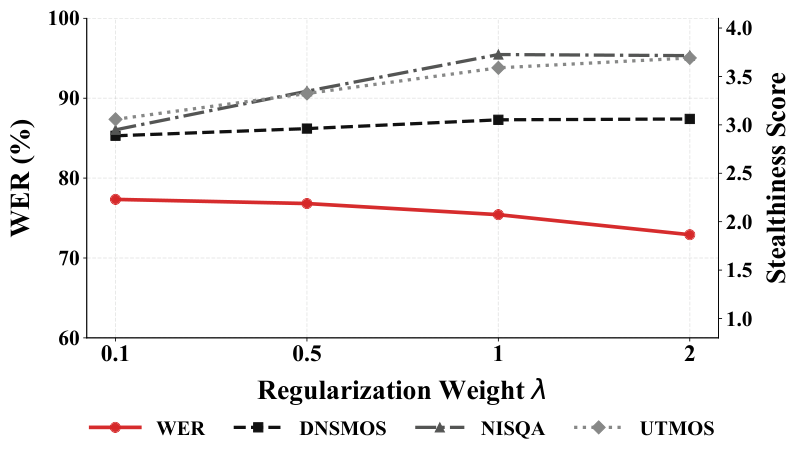 WER (%)
100
90
80
70
60
4.0
3.5
3.0
2.5
2.0
1.5
1.0
Stealthiness Score
0.1 0.5 1 2
Regularization Weight λ
WER DNSMOS NISQA UTMOS